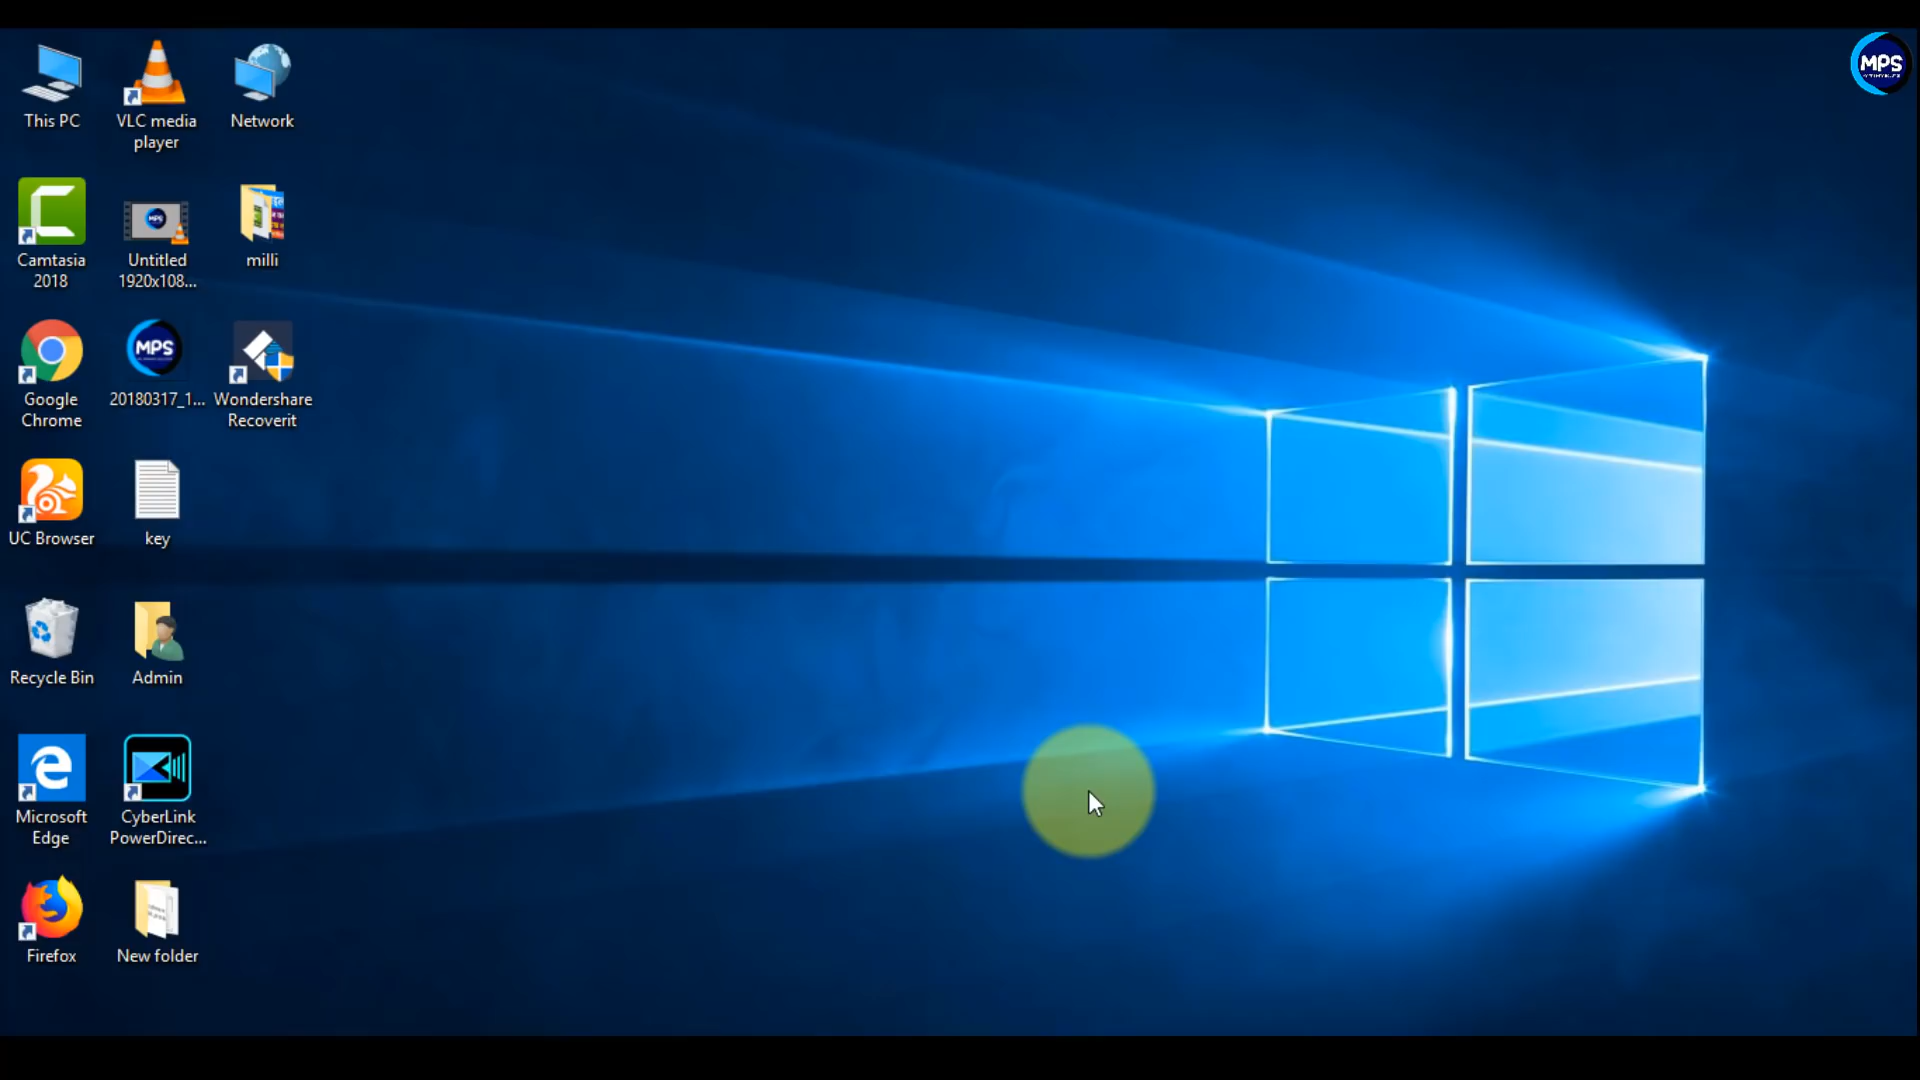 This PC
VLC media
player
Network
Camtasia
2018
Untitled
1920x108...
milli
Google
Chrome
MPS
20180317_1...
Wondershare
Recoverit
UC Browser
key
Recycle Bin
Admin
Microsoft
Edge
CyberLink
PowerDirec...
Firefox
New folder
MPS